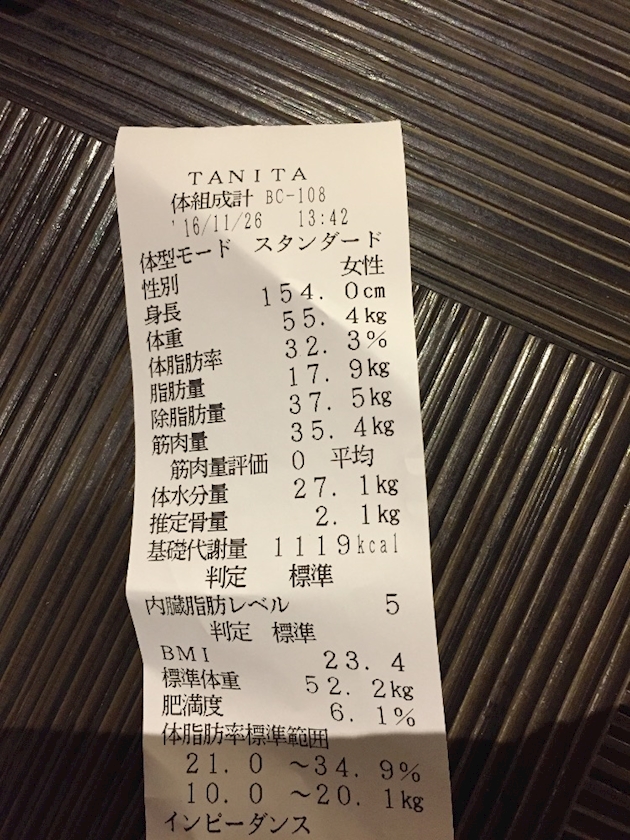 TANITA
体組成計 BC-108
'16/11/26 13:42
体型モード スタンダード
性別 女性
身長 154.0cm
体重 55.4kg
体脂肪率 32.3%
脂肪量 17.9kg
除脂肪量 37.5kg
筋肉量 35.4kg
筋肉量評価 0 平均
体水分量 27.1kg
推定骨量 2.1kg
基礎代謝量 1119kcal
判定 標準
内臓脂肪レベル 5
判定 標準
BMI 23.4
標準体重 52.2kg
肥満度 6.1%
体脂肪率標準範囲
21.0 ~34.9%
10.0 ~20.1kg
インピーダンス